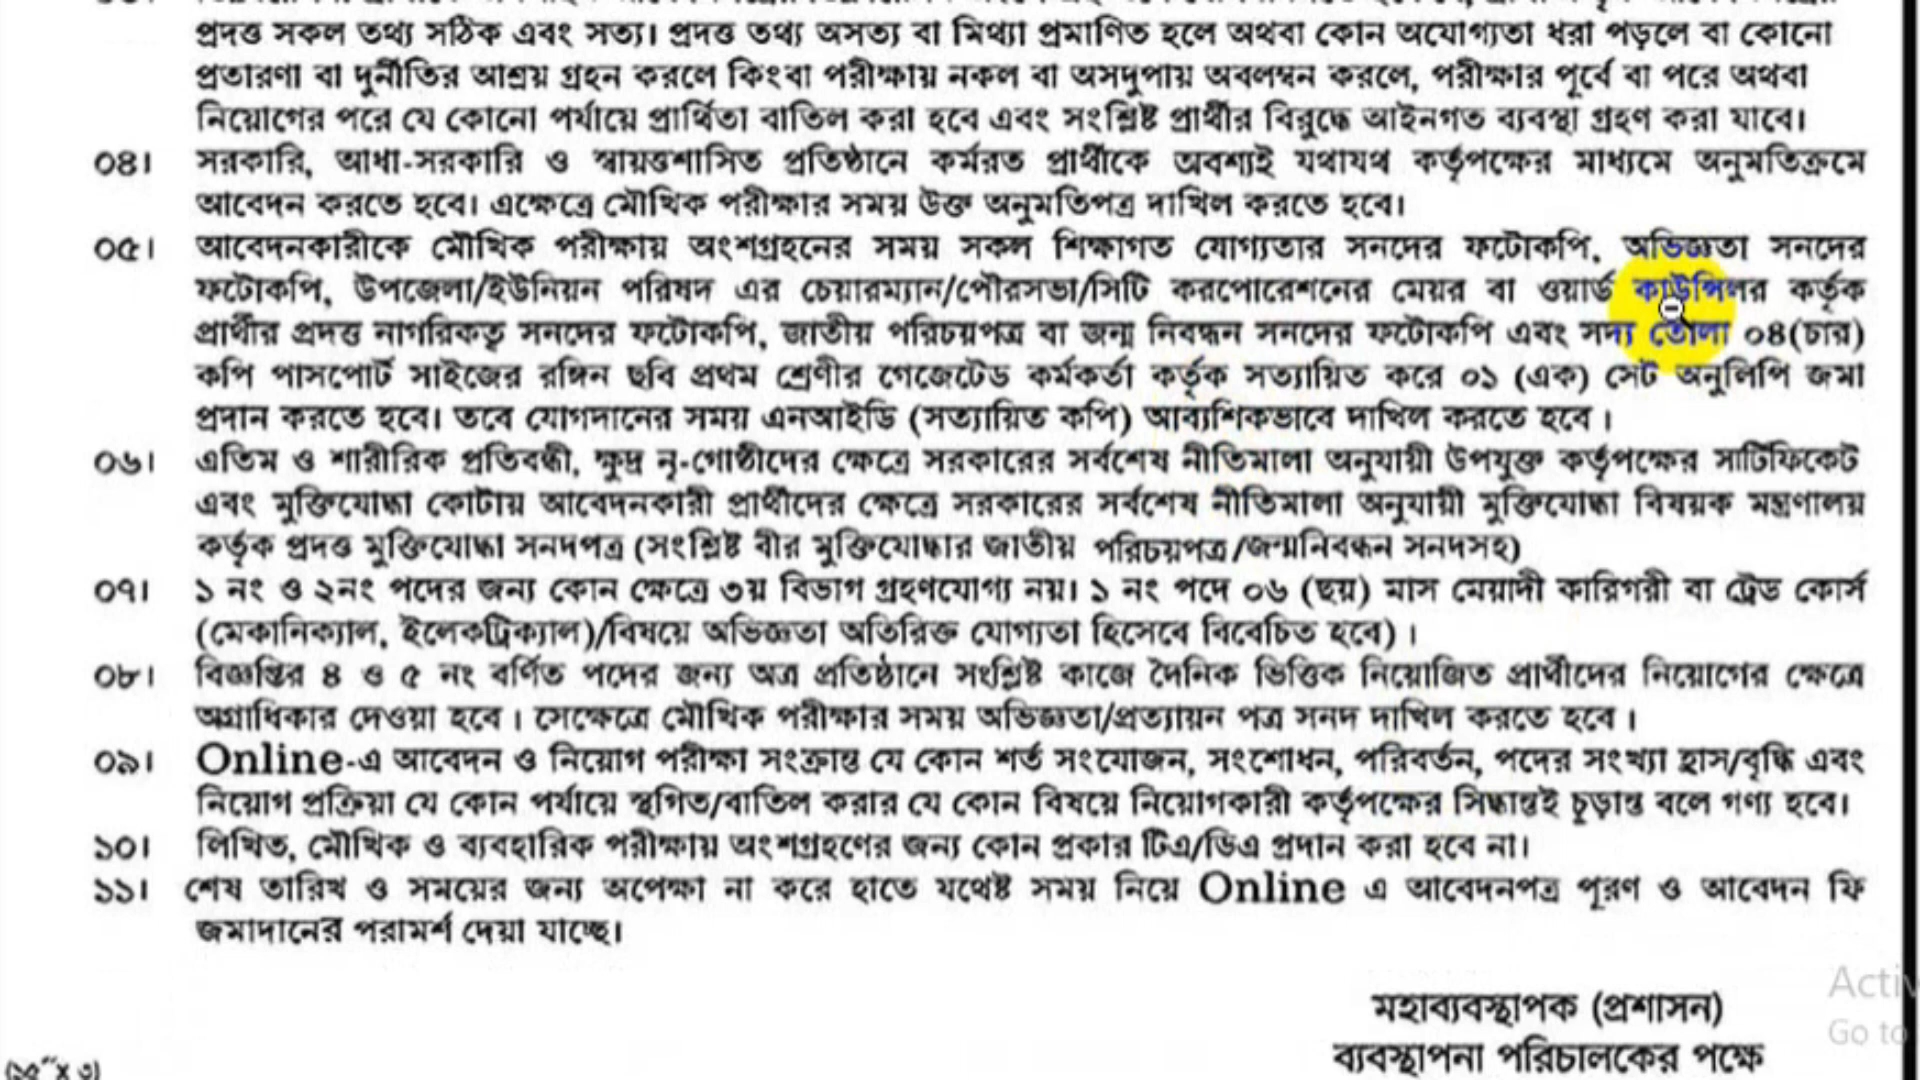 প্রদত্ত সকল তথ্য সঠিক এবং সত্য। প্রদত্ত তথ্য অসত্য বা মিথ্যা প্রমাণিত হলে অথবা কোন অযোগ্যতা ধরা পড়লে বা কোনো
প্রতারণা বা দুর্নীতির আশ্রয় গ্রহন করলে কিংবা পরীক্ষায় নকল বা অসদুপায় অবলম্বন করলে, পরীক্ষার পূর্বে বা পরে অথবা
নিয়োগের পরে যে কোনো পর্যায়ে প্রার্থিতা বাতিল করা হবে এবং সংশ্লিষ্ট প্রার্থীর বিরুদ্ধে আইনগত ব্যবস্থা গ্রহণ করা যাবে।
০৪। সরকারি, আধা-সরকারি ও স্বায়ত্তশাসিত প্রতিষ্ঠানে কর্মরত প্রার্থীকে অবশ্যই যথাযথ কর্তৃপক্ষের মাধ্যমে অনুমতিক্রমে
আবেদন করতে হবে। এক্ষেত্রে মৌখিক পরীক্ষার সময় উক্ত অনুমতিপত্র দাখিল করতে হবে।
০৫। আবেদনকারীকে মৌখিক পরীক্ষায় অংশগ্রহনের সময় সকল শিক্ষাগত যোগ্যতার সনদের ফটোকপি, অভিজ্ঞতা সনদের
ফটোকপি, উপজেলা/ইউনিয়ন পরিষদ এর চেয়ারম্যান/পৌরসভা/সিটি করপোরেশনের মেয়র বা ওয়ার্ড কাউন্সিলর কর্তৃক
প্রার্থীর প্রদত্ত নাগরিকত্ব সনদের ফটোকপি, জাতীয় পরিচয়পত্র বা জন্ম নিবন্ধন সনদের ফটোকপি এবং সদ্য তোলা ০৪(চার)
কপি পাসপোর্ট সাইজের রঙ্গিন ছবি প্রথম শ্রেণীর গেজেটেড কর্মকর্তা কর্তৃক সত্যায়িত করে ০১ (এক) সেট অনুলিপি জমা
প্রদান করতে হবে। তবে যোগদানের সময় এনআইডি (সত্যায়িত কপি) আব্যশিকভাবে দাখিল করতে হবে।
০৬। এতিম ও শারীরিক প্রতিবন্ধী, ক্ষুদ্র নৃ-গোষ্ঠীদের ক্ষেত্রে সরকারের সর্বশেষ নীতিমালা অনুযায়ী উপযুক্ত কর্তৃপক্ষের সার্টিফিকেট
এবং মুক্তিযোদ্ধা কোটায় আবেদনকারী প্রার্থীদের ক্ষেত্রে সরকারের সর্বশেষ নীতিমালা অনুযায়ী মুক্তিযোদ্ধা বিষয়ক মন্ত্রণালয়
কর্তৃক প্রদত্ত মুক্তিযোদ্ধা সনদপত্র (সংশ্লিষ্ট বীর মুক্তিযোদ্ধার জাতীয় পরিচয়পত্র/জন্মনিবন্ধন সনদসহ)
০৭। ১ নং ও ২নং পদের জন্য কোন ক্ষেত্রে ৩য় বিভাগ গ্রহণযোগ্য নয়। ১ নং পদে ০৬ (ছয়) মাস মেয়াদী কারিগরী বা ট্রেড কোর্স
(মেকানিক্যাল, ইলেকট্রিক্যাল)/বিষয়ে অভিজ্ঞতা অতিরিক্ত যোগ্যতা হিসেবে বিবেচিত হবে)।
০৮। বিজ্ঞপ্তির ৪ ও ৫ নং বর্ণিত পদের জন্য অত্র প্রতিষ্ঠানে সংশ্লিষ্ট কাজে দৈনিক ভিত্তিক নিয়োজিত প্রার্থীদের নিয়োগের ক্ষেত্রে
অগ্রাধিকার দেওয়া হবে। সেক্ষেত্রে মৌখিক পরীক্ষার সময় অভিজ্ঞতা/প্রত্যায়ন পত্র সনদ দাখিল করতে হবে।
০৯। Online-এ আবেদন ও নিয়োগ পরীক্ষা সংক্রান্ত যে কোন শর্ত সংযোজন, সংশোধন, পরিবর্তন, পদের সংখ্যা হ্রাস/বৃদ্ধি এবং
নিয়োগ প্রক্রিয়া যে কোন পর্যায়ে স্থগিত/বাতিল করার যে কোন বিষয়ে নিয়োগকারী কর্তৃপক্ষের সিদ্ধান্তই চূড়ান্ত বলে গণ্য হবে।
১০। লিখিত, মৌখিক ও ব্যবহারিক পরীক্ষায় অংশগ্রহণের জন্য কোন প্রকার টিএ/ডিএ প্রদান করা হবে না।
১১। শেষ তারিখ ও সময়ের জন্য অপেক্ষা না করে হাতে যথেষ্ট সময় নিয়ে Online এ আবেদনপত্র পূরণ ও আবেদন ফি
জমাদানের পরামর্শ দেয়া যাচ্ছে।
মহাব্যবস্থাপক (প্রশাসন)
ব্যবস্থাপনা পরিচালকের পক্ষে
Go to